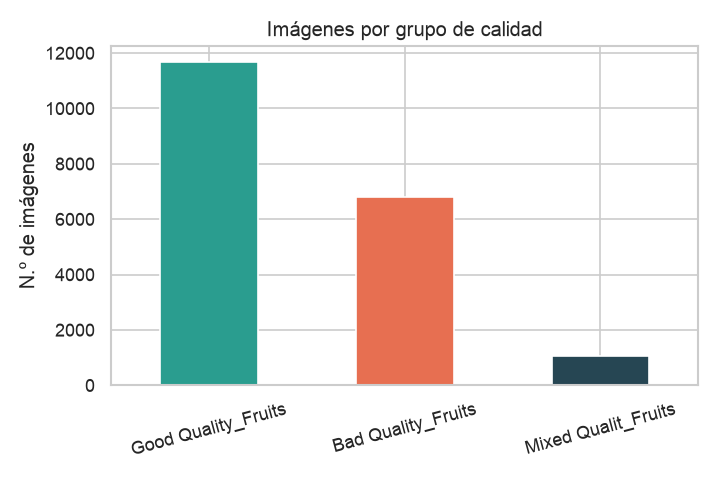 Imágenes por grupo de calidad
N.º de imágenes
12000
10000
8000
6000
4000
2000
0
Good Quality_Fruits
Bad Quality_Fruits
Mixed Qualit_Fruits